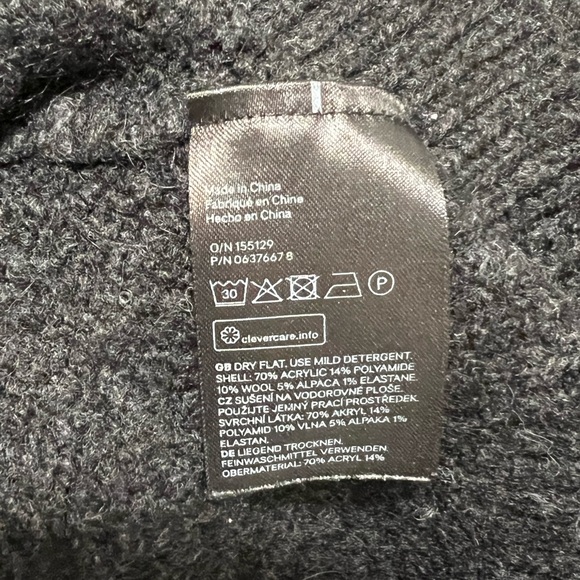 Made in China
Fabriqué en Chine
Hecho en China
O/N 155129
P/N 0637667 8
30
P
clevercare.info
GB DRY FLAT. USE MILD DETERGENT.
SHELL: 70% ACRYLIC 14% POLYAMIDE
10% WOOL 5% ALPACA 1% ELASTANE.
CZ SUŠENÍ NA VODOROVNÉ PLOŠE.
POUŽIJTE JEMNÝ PRACÍ PROSTŘEDEK.
SVRCHNÍ LÁTKA: 70% AKRYL 14%
POLYAMID 10% VLNA 5% ALPAKA 1%
ELASTAN.
DE LIEGEND TROCKNEN.
FEINWASCHMITTEL VERWENDEN.
OBERMATERIAL: 70% ACRYL 14%